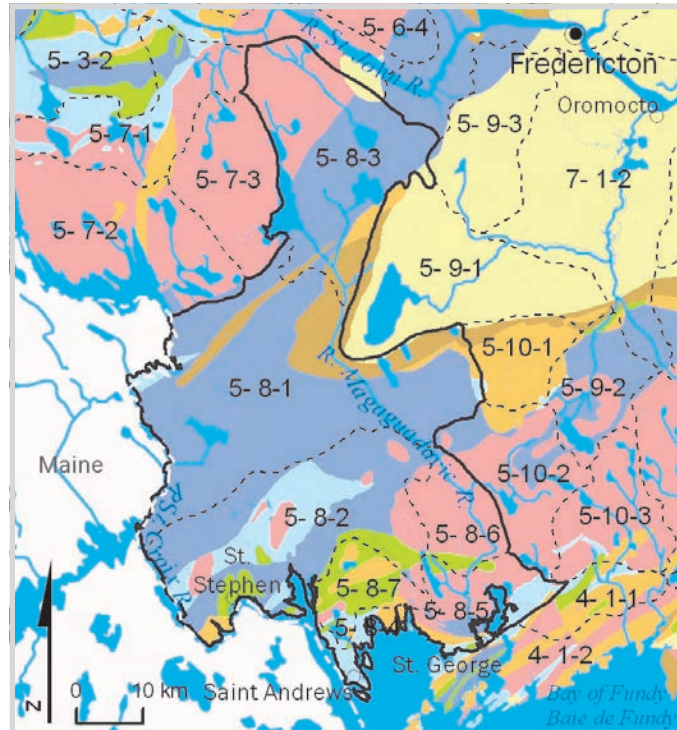 5- 6-4
5- 3-2
R. St. John R.
Fredericton
Oromocto
5- 7-1
5- 9-3
5- 8-3
5- 7-3
7- 1-2
5- 7-2
5- 9-1
5-10-1
R. Magaguadavic R.
5- 8-1
5- 9-2
Maine
5-10-2
5- 8-2
5- 8-6
5-10-3
St.
Stephen
5- 8-7
4- 1-1
5- 8-5
St. George
4- 1-2
N
0 10 km
Saint Andrews
Bay of Fundy
Baie de Fundy